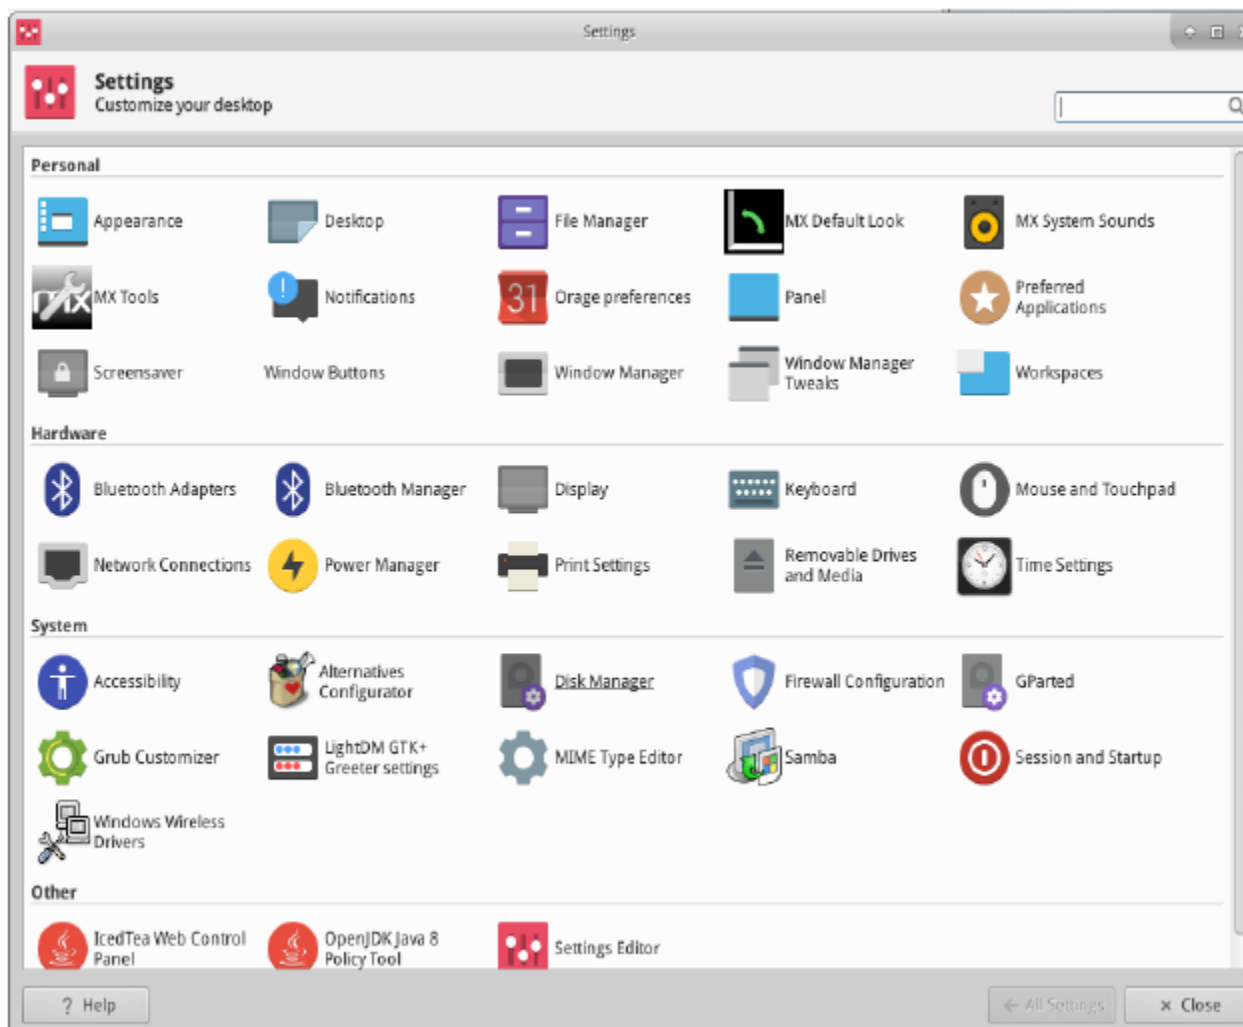 Settings
Settings
Customize your desktop
Personal
Appearance
Desktop
File Manager
MX Default Look
MX System Sounds
mx
MX Tools
Notifications
31
Orage preferences
Panel
Preferred
Applications
Screensaver
Window Buttons
Window Manager
Window Manager
Tweaks
Workspaces
Hardware
Bluetooth Adapters
Bluetooth Manager
Display
Keyboard
Mouse and Touchpad
Network Connections
Power Manager
Print Settings
Removable Drives
and Media
Time Settings
System
Accessibility
Alternatives
Configurator
Disk Manager
Firewall Configuration
GParted
Grub Customizer
LightDM GTK+
Greeter settings
MIME Type Editor
Samba
Session and Startup
Windows Wireless
Drivers
Other
IcedTea Web Control
Panel
OpenJDK Java 8
Policy Tool
Settings Editor
? Help
← All Settings
× Close